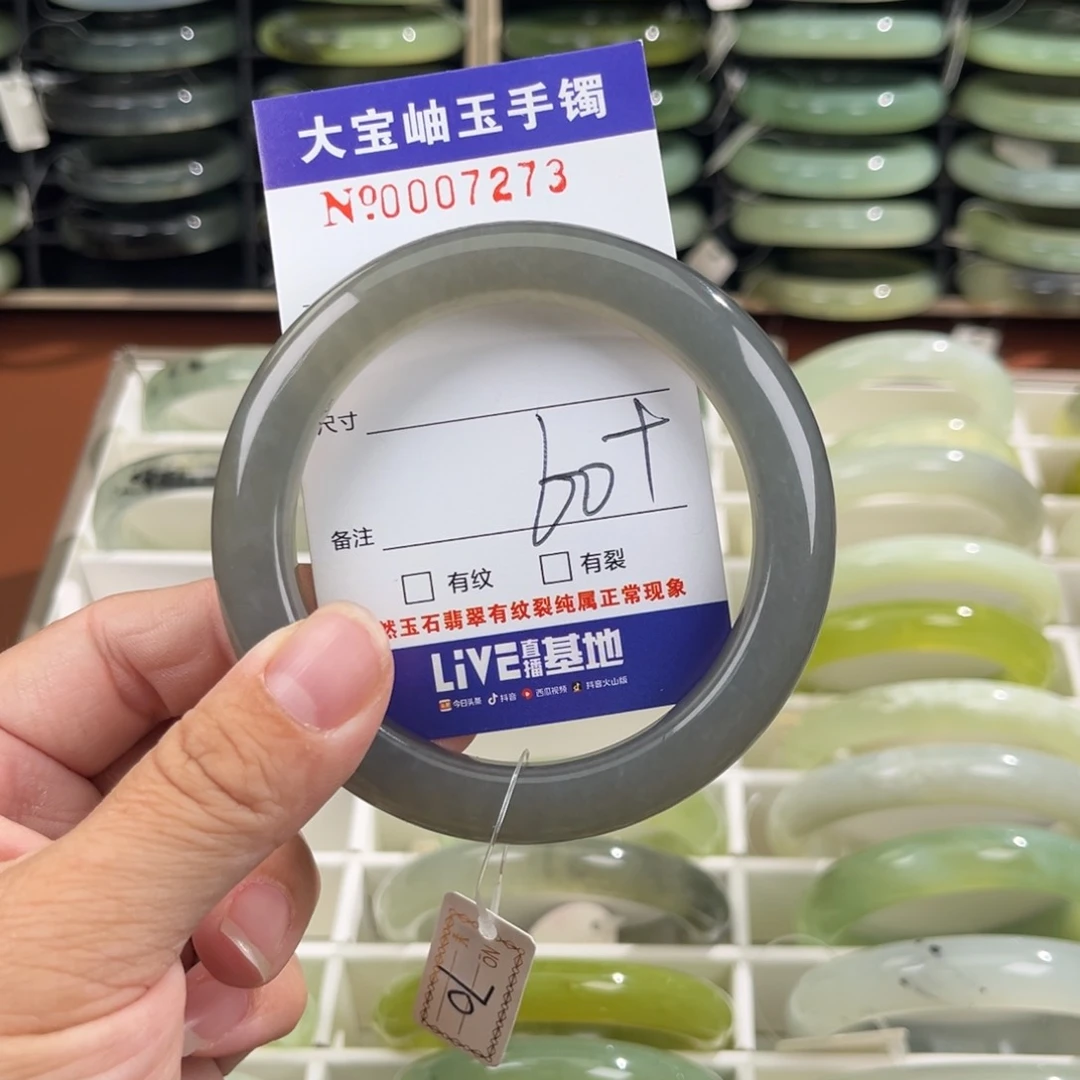 大宝岫玉手镯
№0007273
尺寸
60+
备注
有纹 有裂
然玉石翡翠有纹裂纯属正常现象
LiVE直播基地
今日头条 抖音 西瓜视频 抖音火山版
NO
70